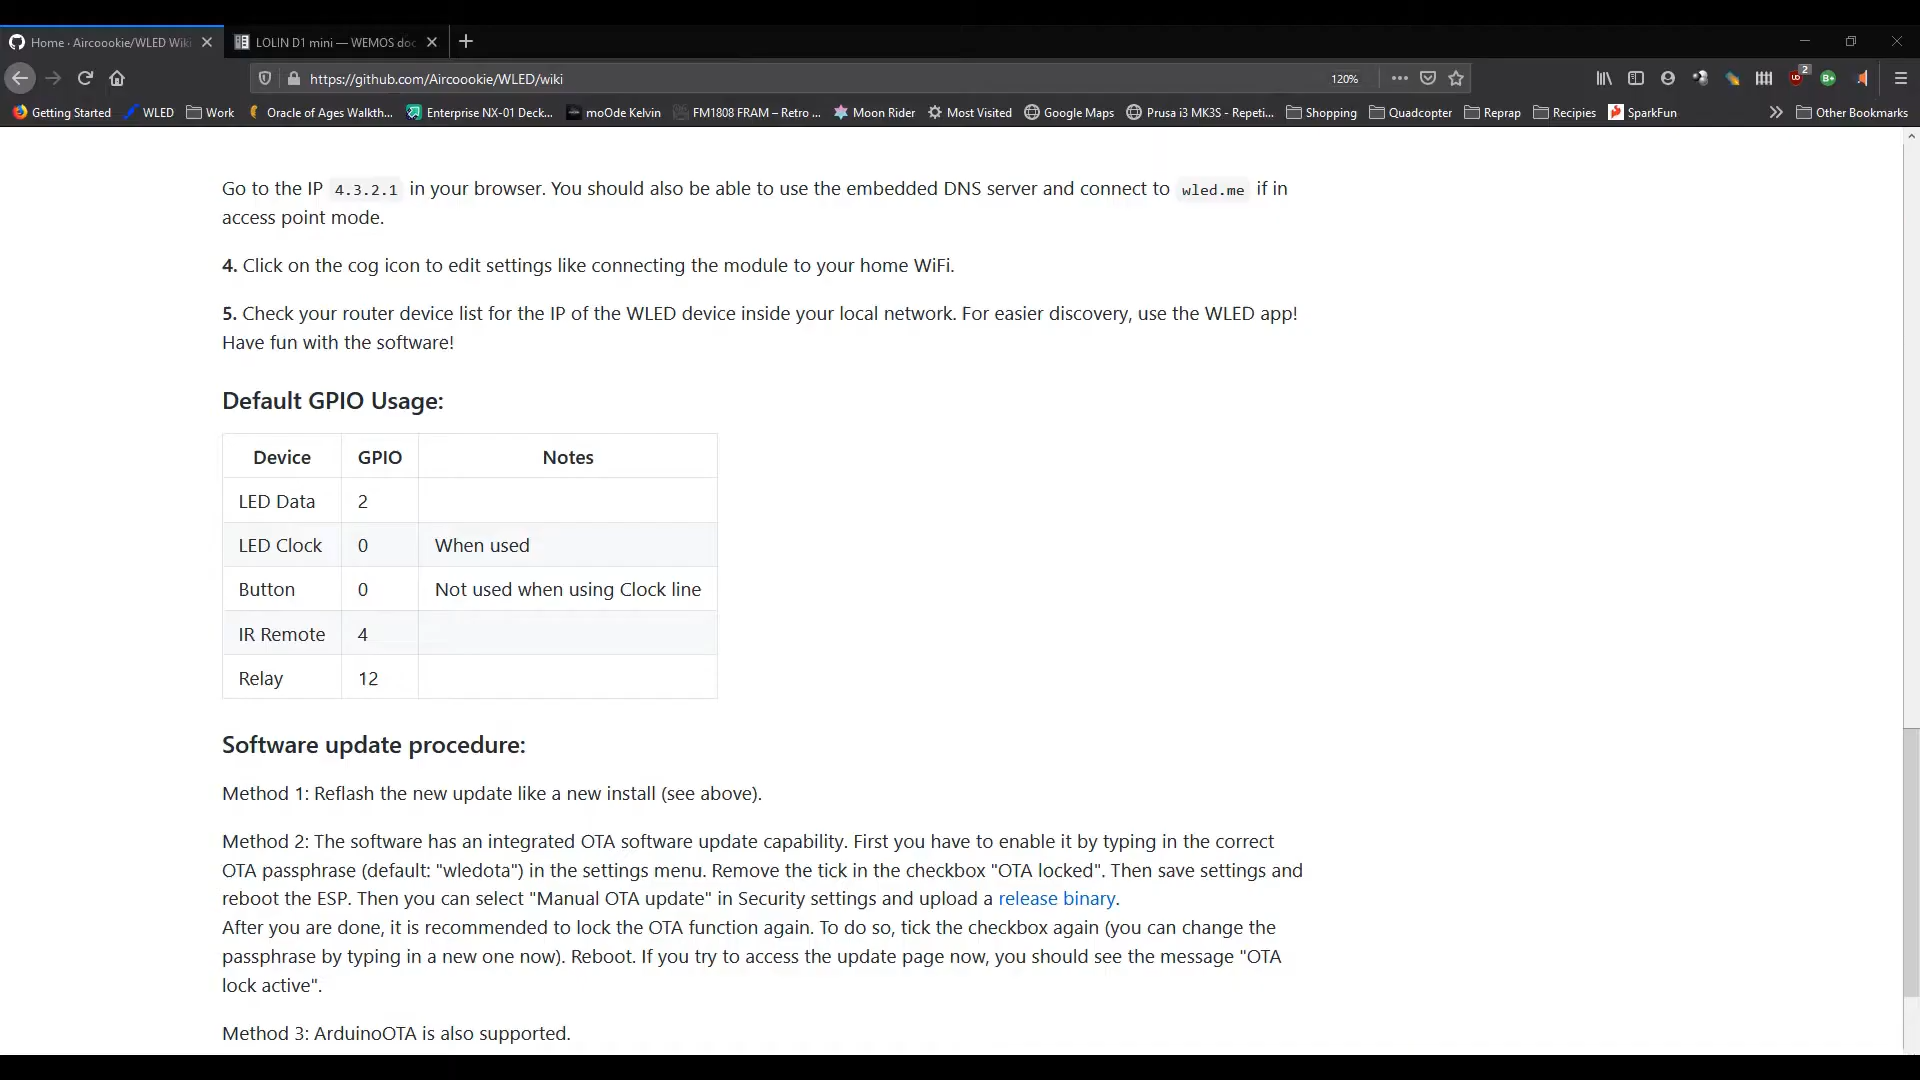 Home · Aircoookie/WLED Wiki
LOLIN D1 mini — WEMOS doc
https://github.com/Aircoookie/WLED/wiki
120%
2
Getting Started
WLED
Work
Oracle of Ages Walkth...
Enterprise NX-01 Deck...
moOde Kelvin
FM1808 FRAM – Retro ...
Moon Rider
Most Visited
Google Maps
Prusa i3 MK3S - Repeti...
Shopping
Quadcopter
Reprap
Recipies
SparkFun
Other Bookmarks
Go to the IP 4.3.2.1 in your browser. You should also be able to use the embedded DNS server and connect to wled.me if in
access point mode.
4. Click on the cog icon to edit settings like connecting the module to your home WiFi.
5. Check your router device list for the IP of the WLED device inside your local network. For easier discovery, use the WLED app!
Have fun with the software!
Default GPIO Usage:
Device GPIO Notes
LED Data 2
LED Clock 0 When used
Button 0 Not used when using Clock line
IR Remote 4
Relay 12
Software update procedure:
Method 1: Reflash the new update like a new install (see above).
Method 2: The software has an integrated OTA software update capability. First you have to enable it by typing in the correct
OTA passphrase (default: "wledota") in the settings menu. Remove the tick in the checkbox "OTA locked". Then save settings and
reboot the ESP. Then you can select "Manual OTA update" in Security settings and upload a release binary.
After you are done, it is recommended to lock the OTA function again. To do so, tick the checkbox again (you can change the
passphrase by typing in a new one now). Reboot. If you try to access the update page now, you should see the message "OTA
lock active".
Method 3: ArduinoOTA is also supported.